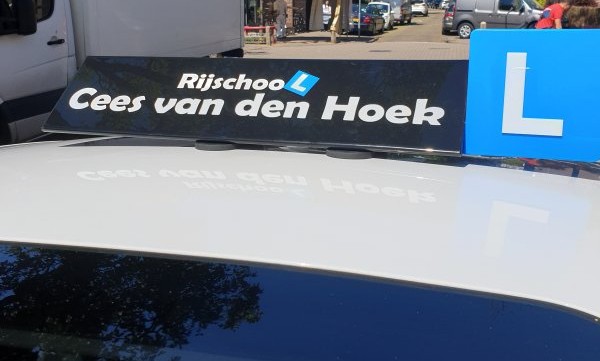 Rijschool
Cees van den Hoek
L